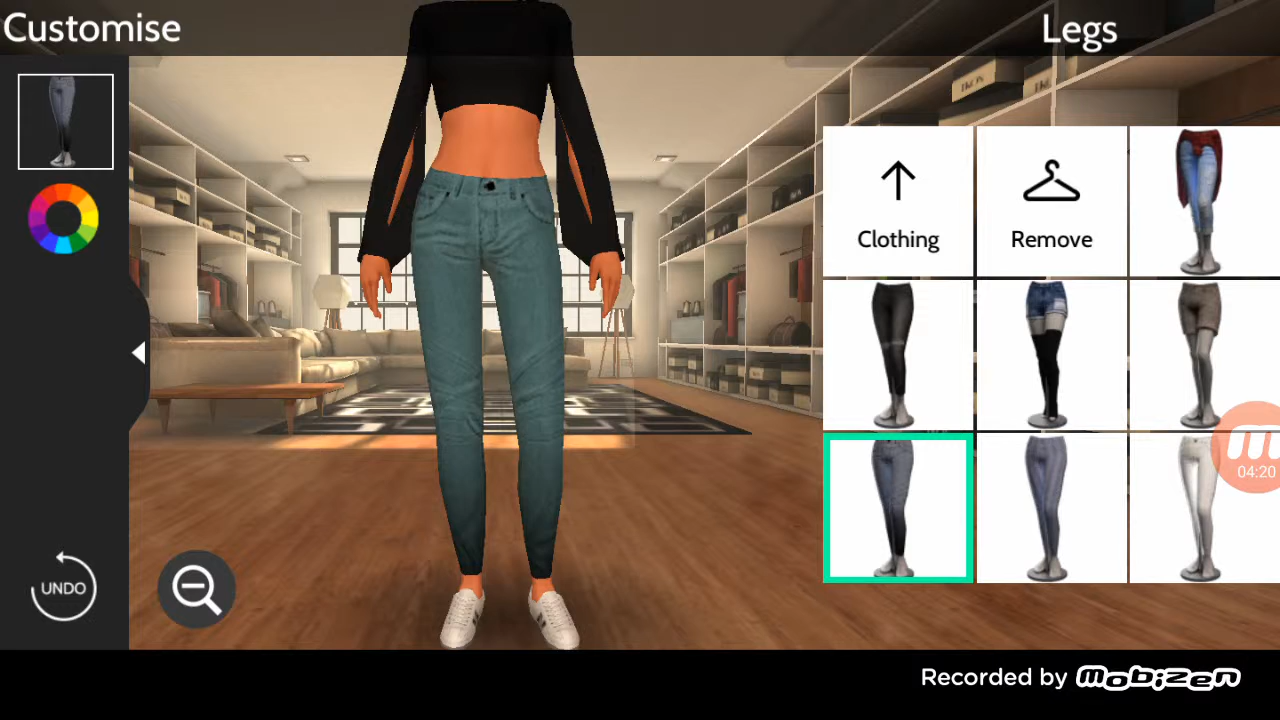 Customise
Legs
Clothing
Remove
UNDO
04:20
Recorded by mobizen